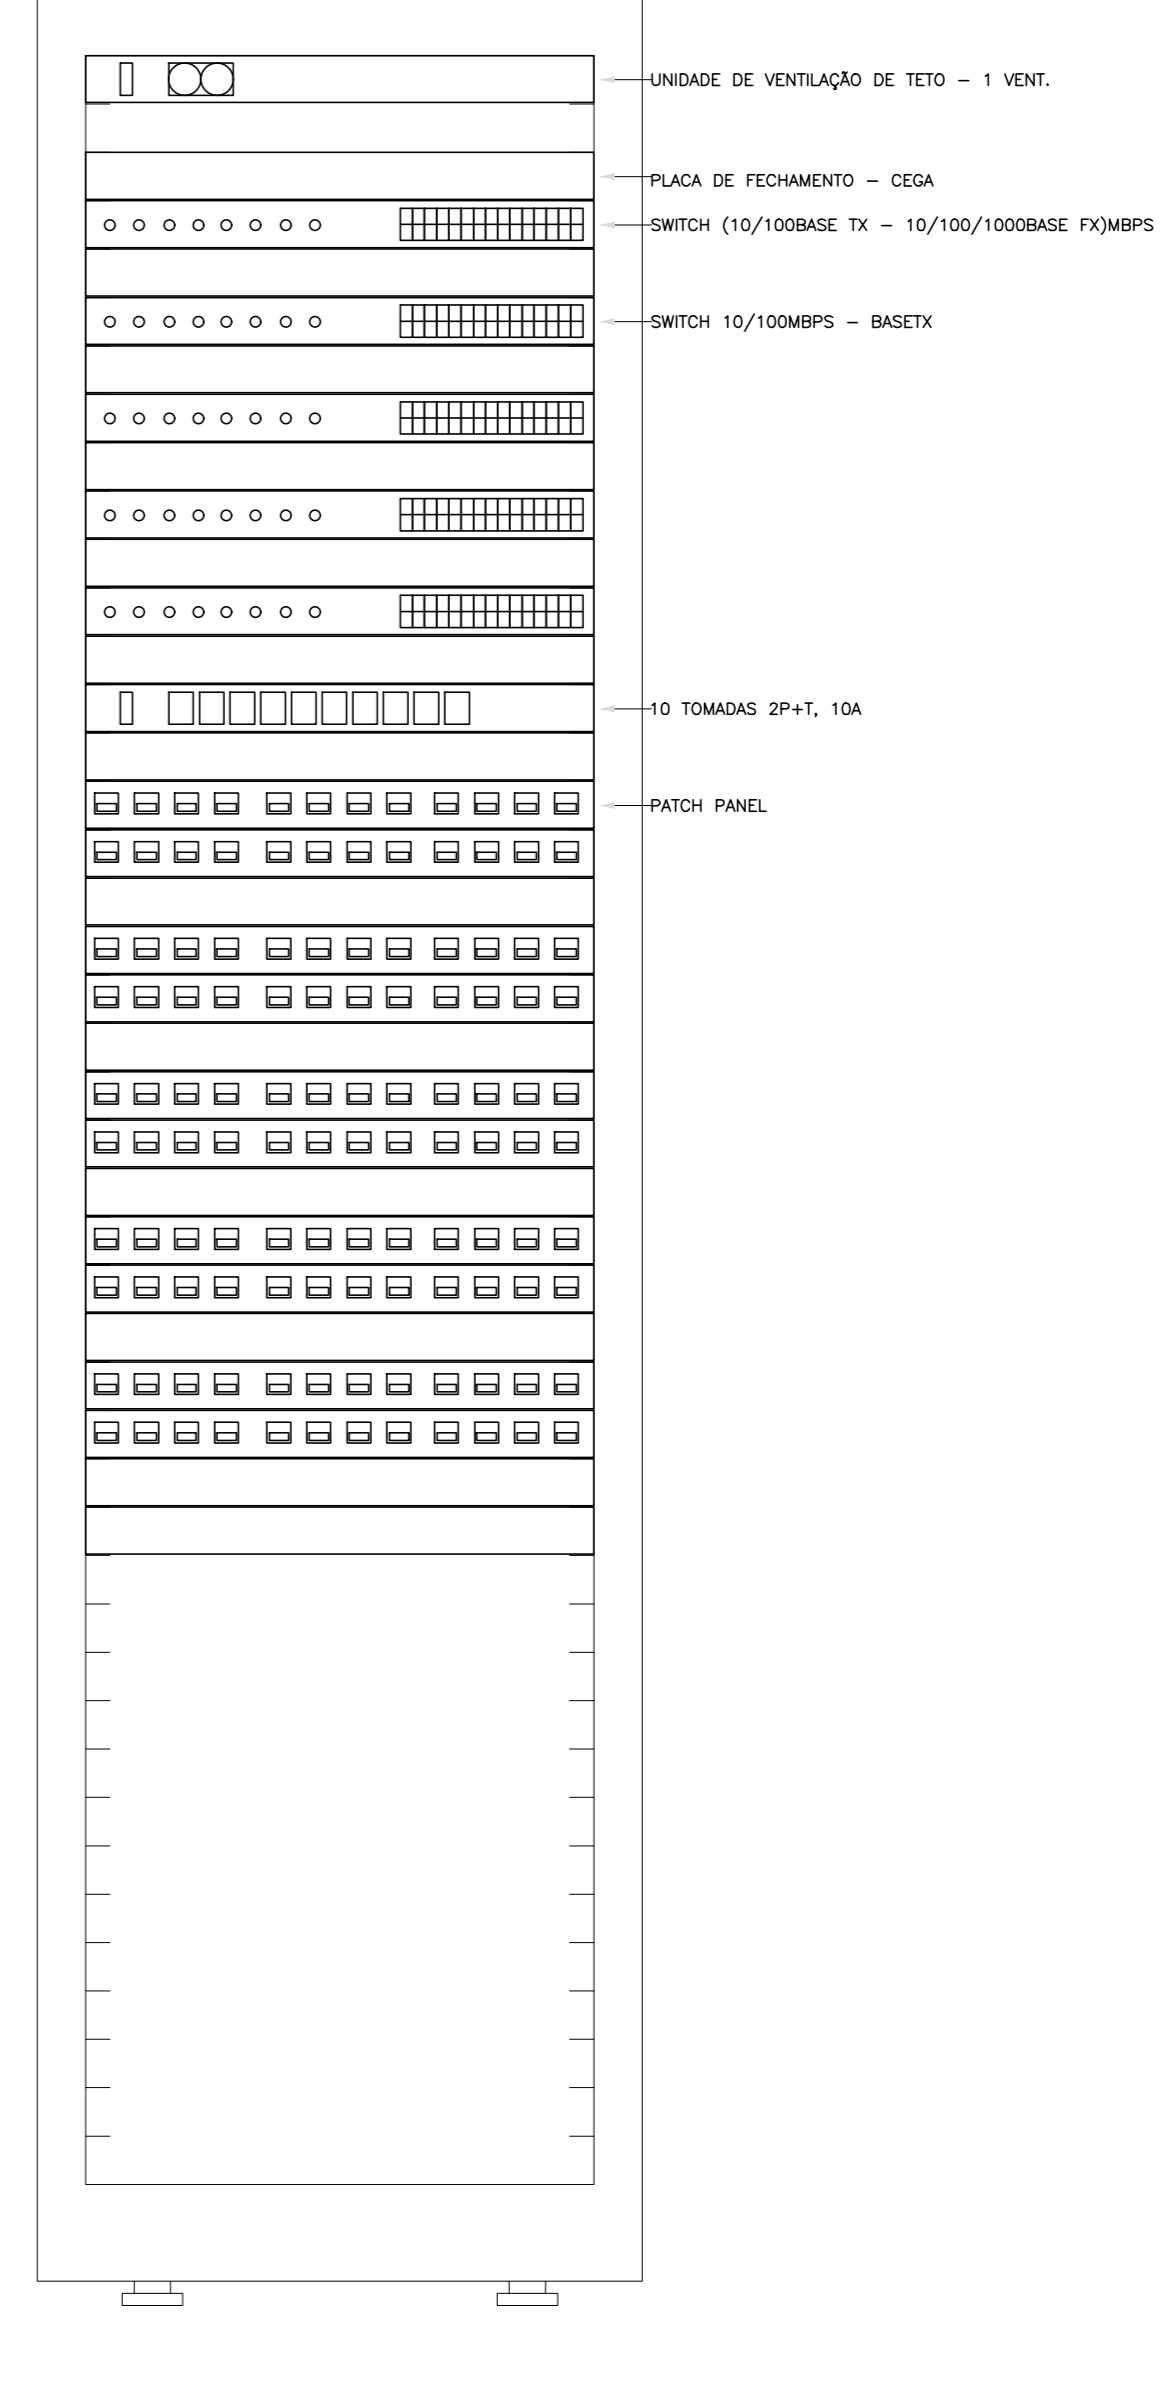 UNIDADE DE VENTILAÇÃO DE TETO – 1 VENT.
PLACA DE FECHAMENTO – CEGA
SWITCH (10/100BASE TX – 10/100/1000BASE FX)MBPS
SWITCH 10/100MBPS – BASETX
10 TOMADAS 2P+T, 10A
PATCH PANEL